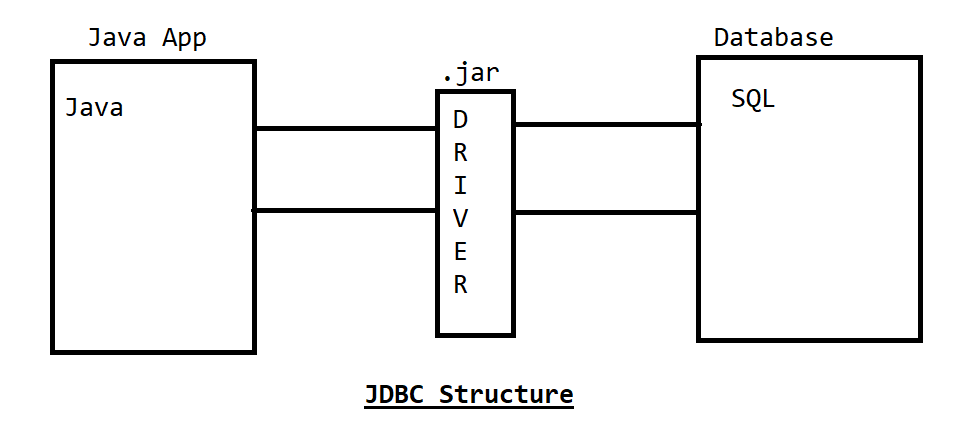 Java App
Java
.jar
D
R
I
V
E
R
Database
SQL
JDBC Structure